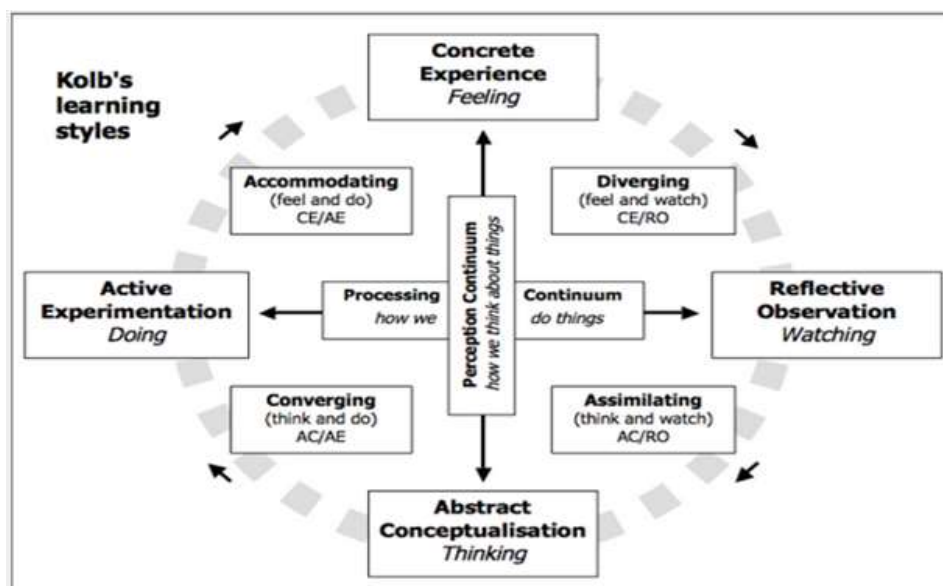 Kolb's
learning
styles
Concrete
Experience
Feeling
Accommodating
(feel and do)
CE/AE
Diverging
(feel and watch)
CE/RO
Active
Experimentation
Doing
Processing
how we
Perception Continuum
how we think about things
Continuum
do things
Reflective
Observation
Watching
Converging
(think and do)
AC/AE
Assimilating
(think and watch)
AC/RO
Abstract
Conceptualisation
Thinking